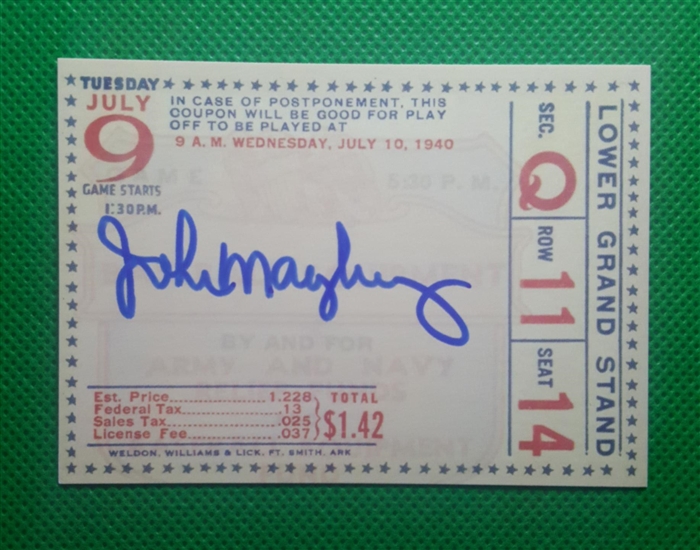 TUESDAY
JULY
9
GAME STARTS
1:30 P.M.
IN CASE OF POSTPONEMENT, THIS
COUPON WILL BE GOOD FOR PLAY
OFF TO BE PLAYED AT
9 A.M. WEDNESDAY, JULY 10, 1940
John
Est. Price 1.228
Federal Tax .13
Sales Tax .025
License Fee .037
TOTAL
$1.42
WELDON, WILLIAMS & LICK, FT. SMITH, ARK
SEC. Q
ROW 11
SEAT 14
LOWER GRAND STAND
5:30 P. M.
BY AND FOR
ARMY AND NAVY